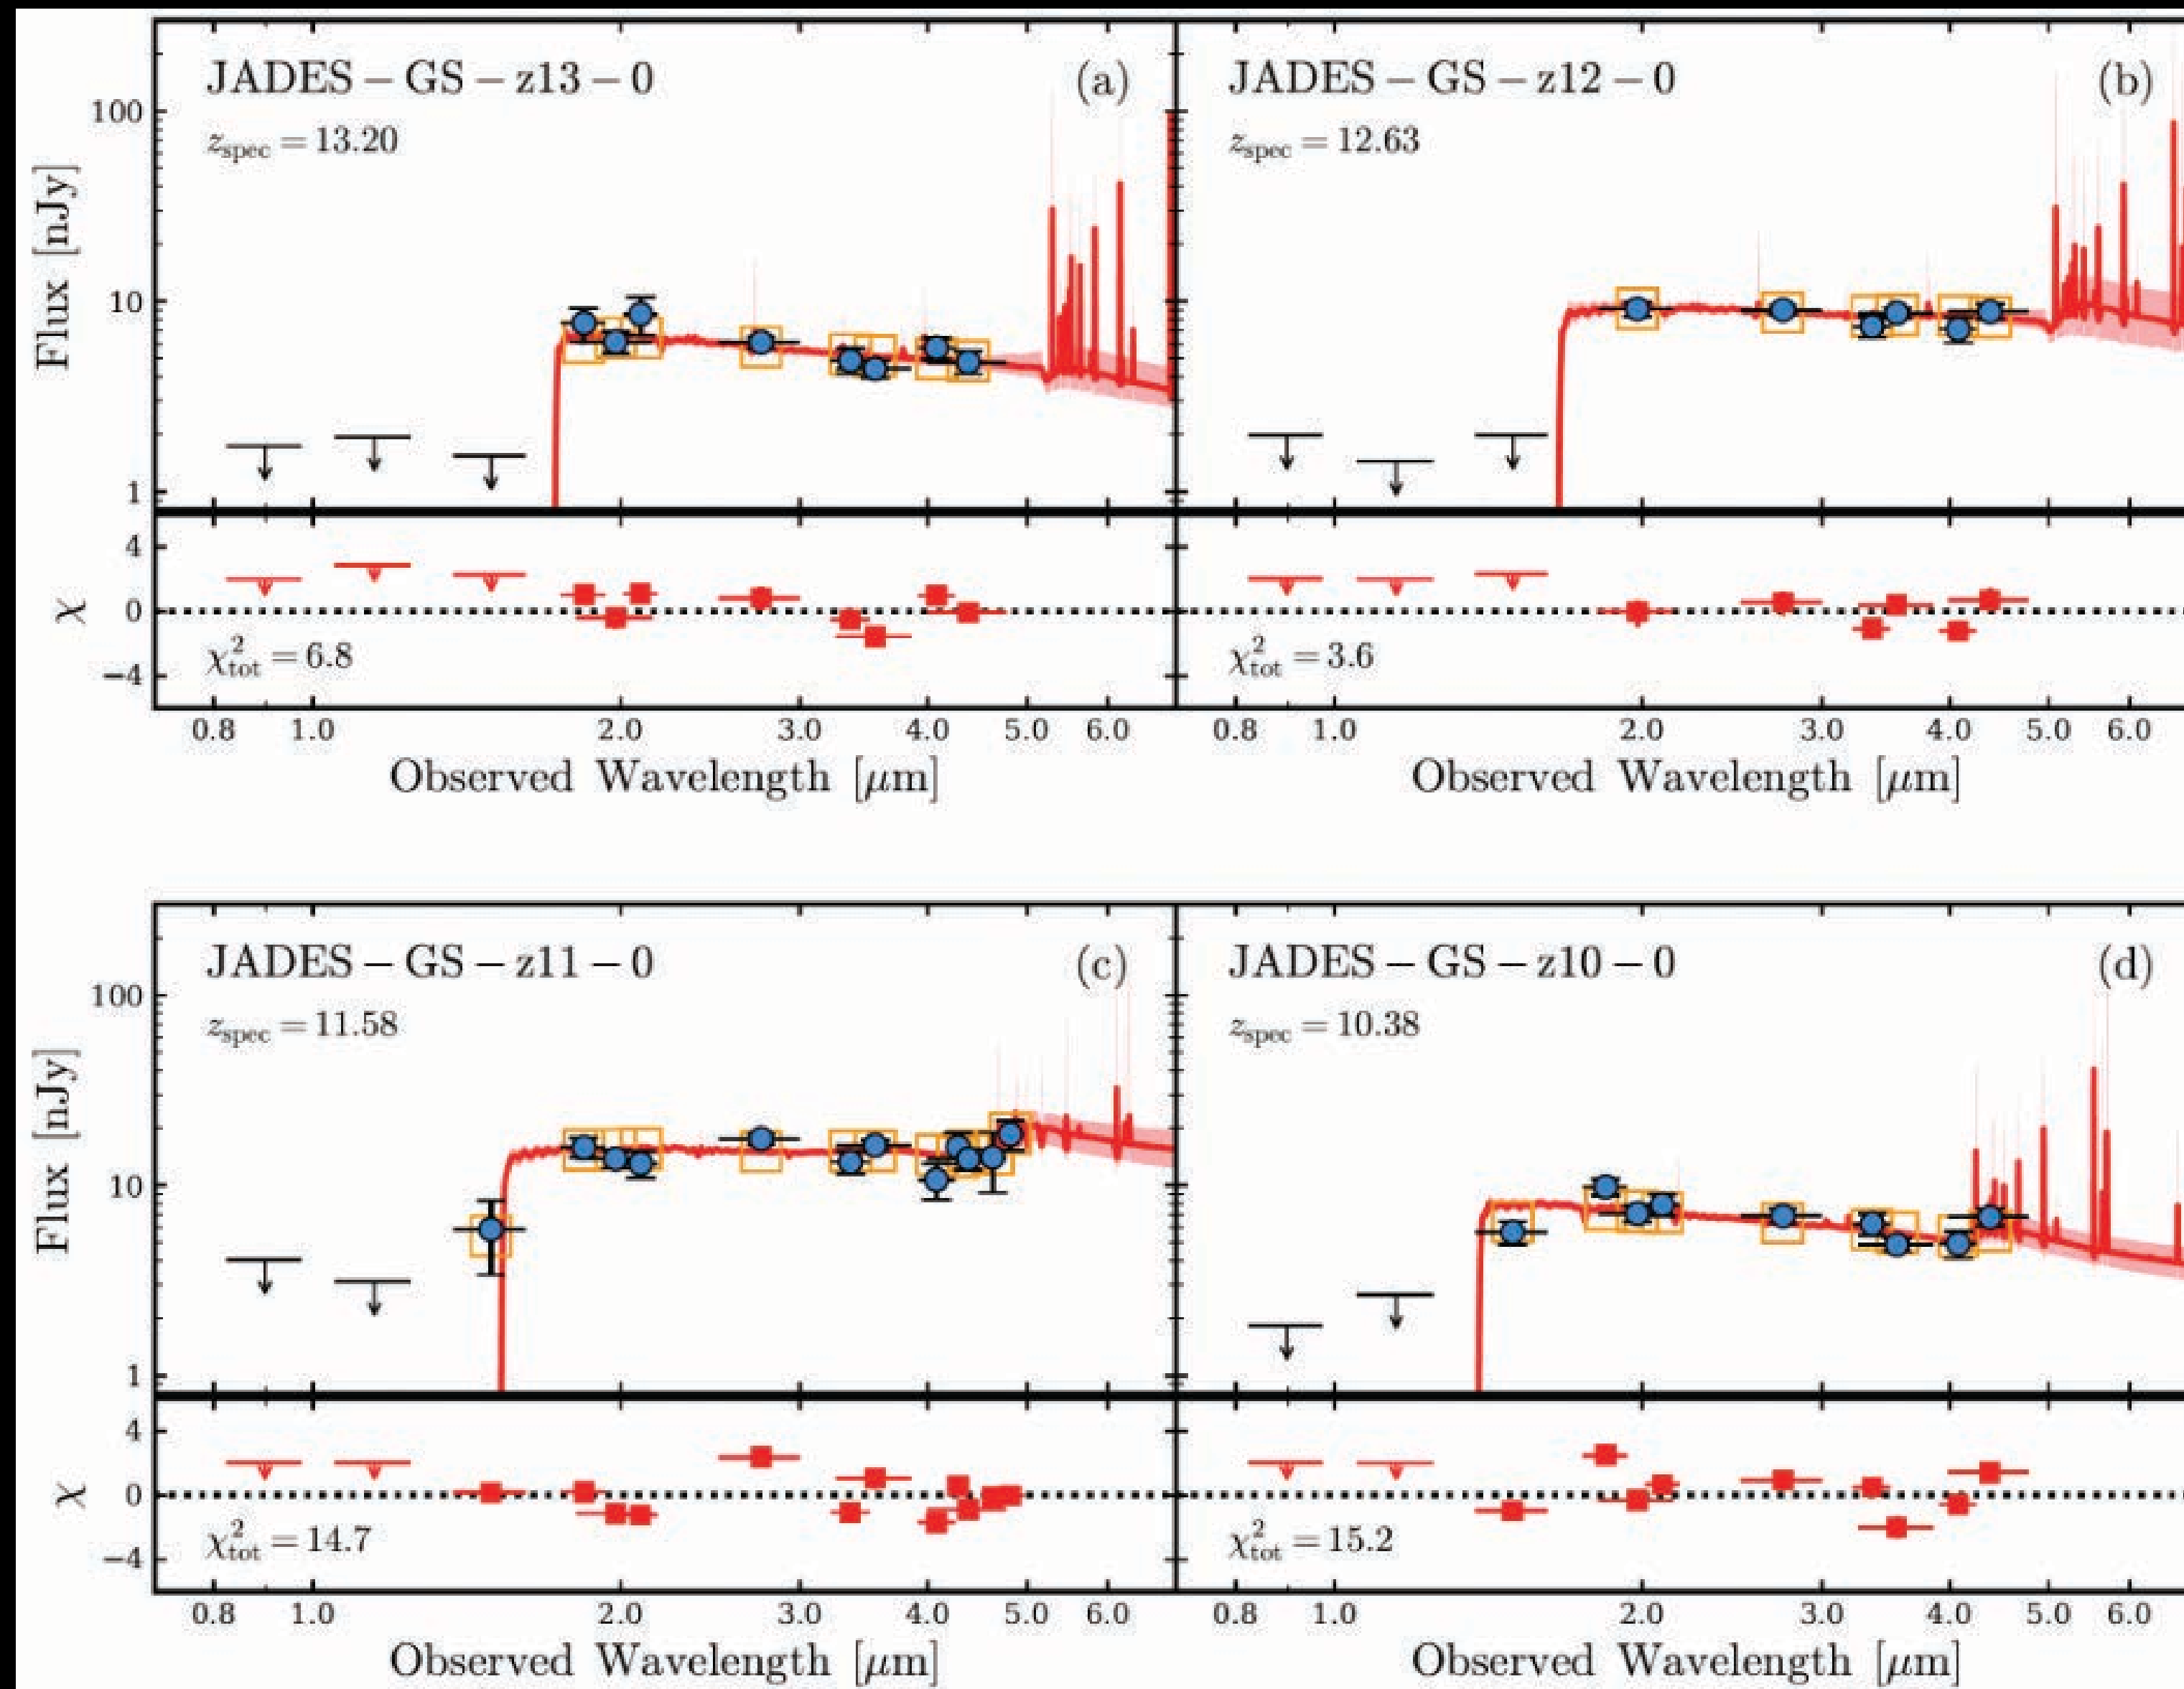 JADES – GS – z13 – 0 (a)
z_spec = 13.20
100
10
1
Flux [nJy]
4
0
−4
χ
χ²_tot = 6.8
0.8 1.0 2.0 3.0 4.0 5.0 6.0
Observed Wavelength [μm]
JADES – GS – z12 – 0 (b)
z_spec = 12.63
χ²_tot = 3.6
0.8 1.0 2.0 3.0 4.0 5.0 6.0
Observed Wavelength [μm]
JADES – GS – z11 – 0 (c)
z_spec = 11.58
100
10
1
Flux [nJy]
4
0
−4
χ
χ²_tot = 14.7
0.8 1.0 2.0 3.0 4.0 5.0 6.0
Observed Wavelength [μm]
JADES – GS – z10 – 0 (d)
z_spec = 10.38
χ²_tot = 15.2
0.8 1.0 2.0 3.0 4.0 5.0 6.0
Observed Wavelength [μm]